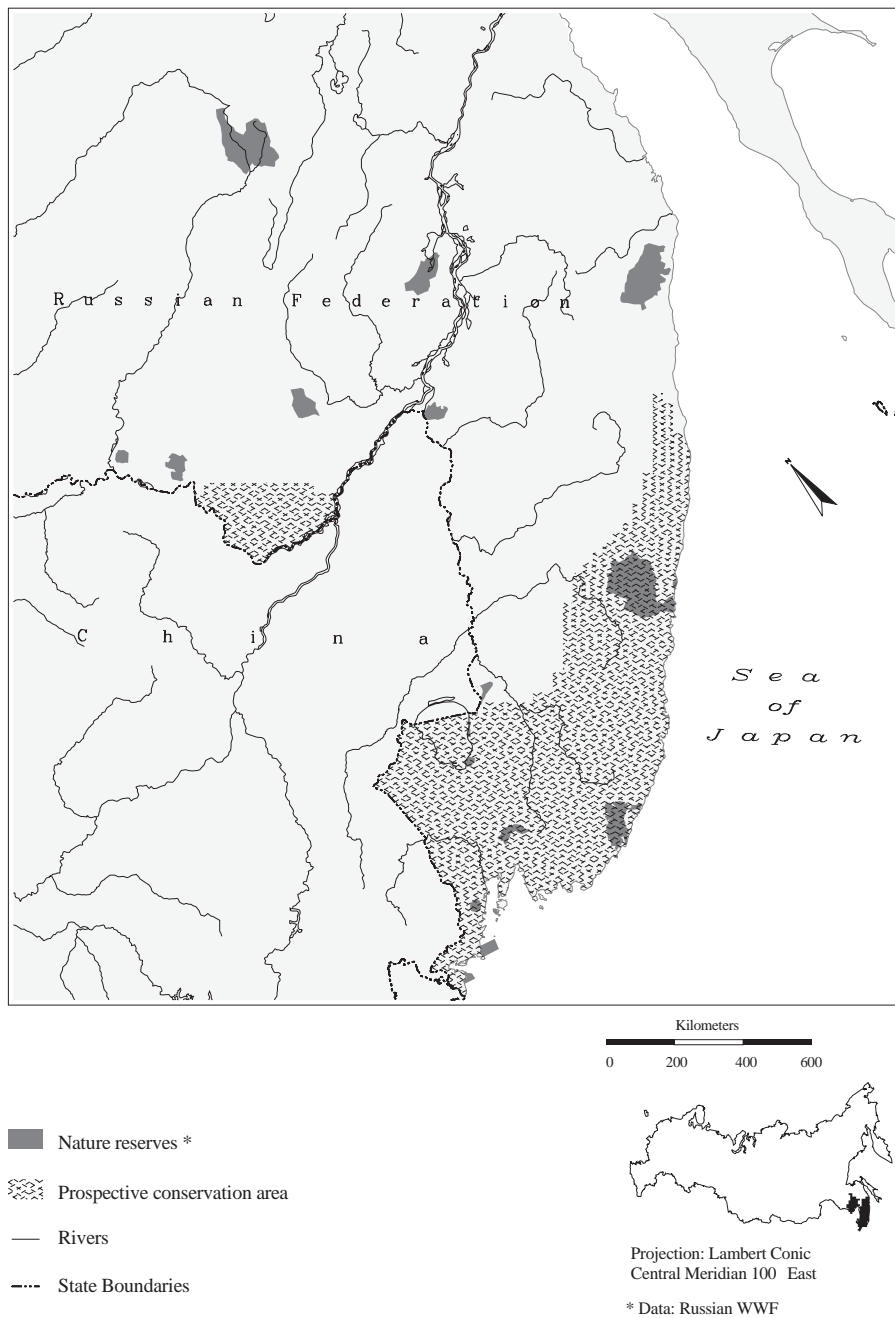 Russian Federation
China
Sea
of
Japan
N
Kilometers
0 200 400 600
Nature reserves *
Prospective conservation area
Rivers
State Boundaries
Projection: Lambert Conic
Central Meridian 100 East
* Data: Russian WWF